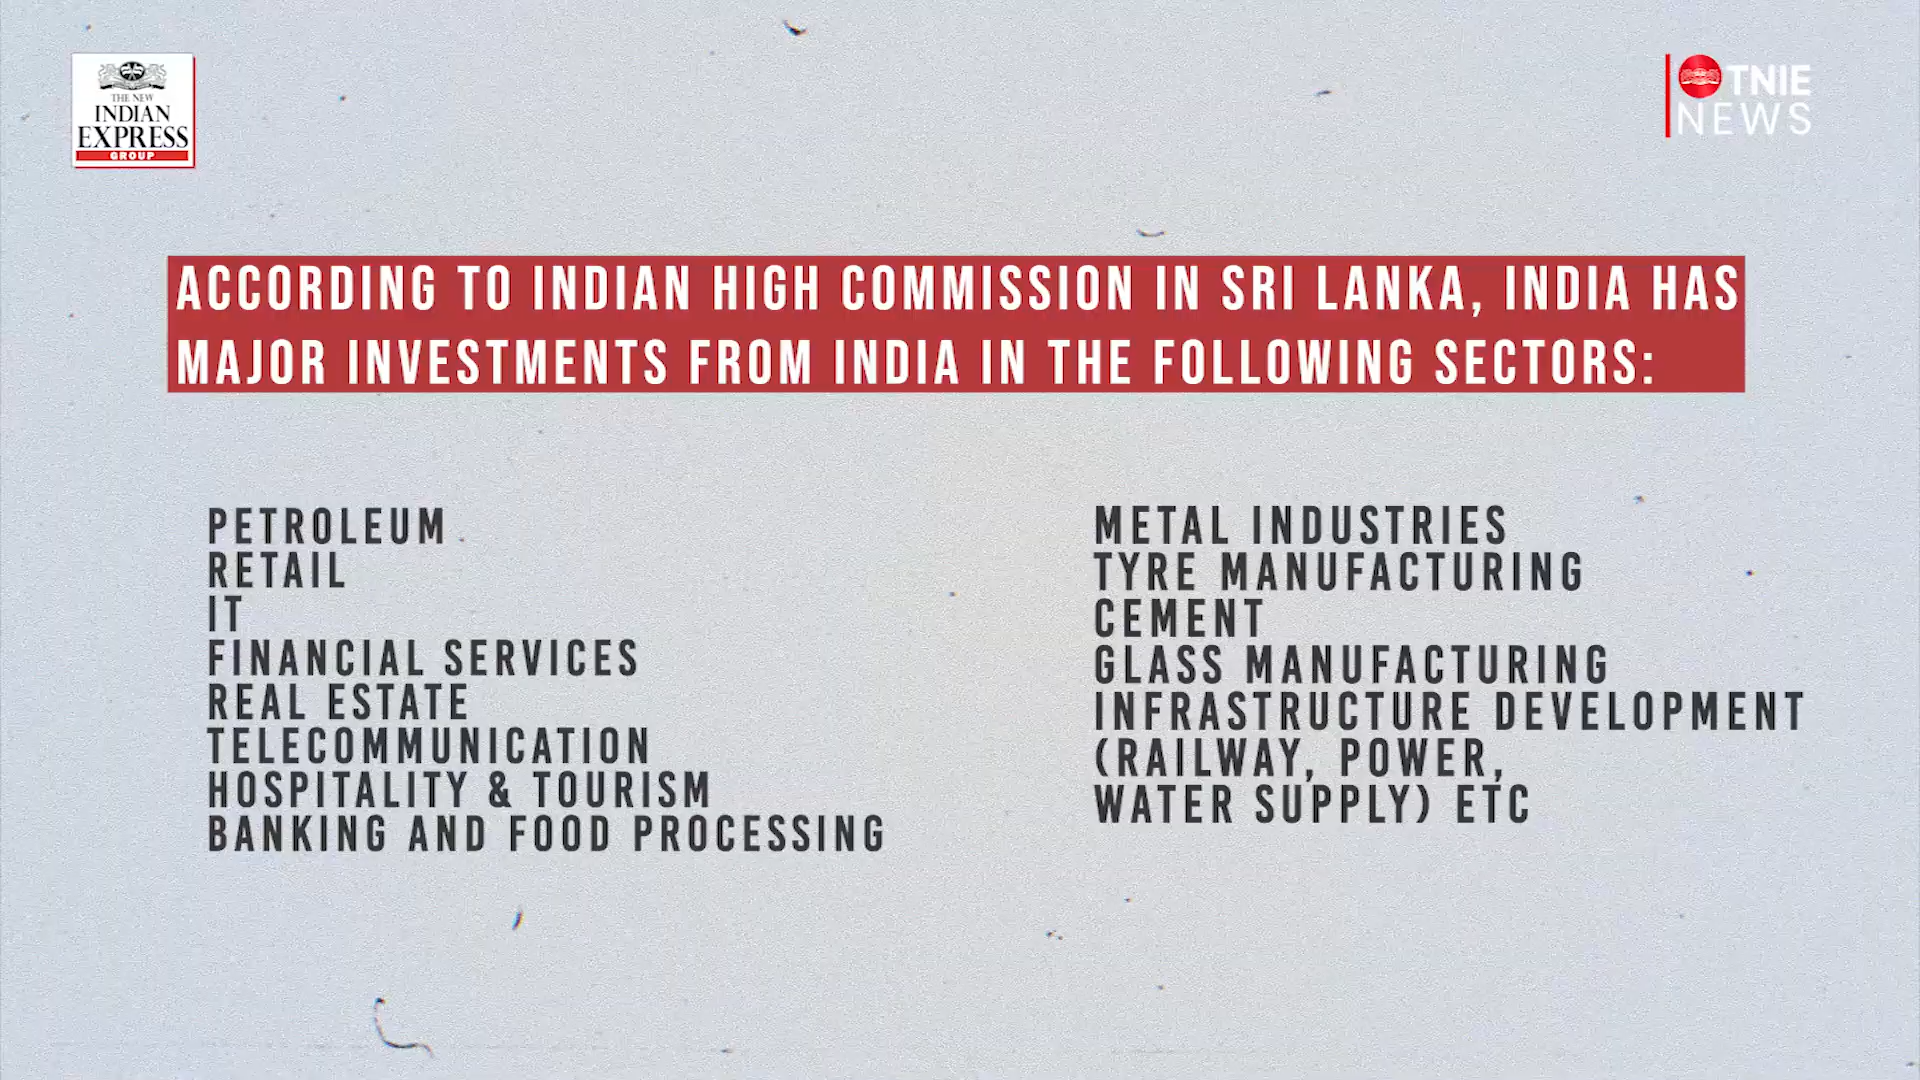 THE NEW
INDIAN
EXPRESS
GROUP
TNIE
NEWS
ACCORDING TO INDIAN HIGH COMMISSION IN SRI LANKA, INDIA HAS
MAJOR INVESTMENTS FROM INDIA IN THE FOLLOWING SECTORS:
PETROLEUM
RETAIL
IT
FINANCIAL SERVICES
REAL ESTATE
TELECOMMUNICATION
HOSPITALITY & TOURISM
BANKING AND FOOD PROCESSING
METAL INDUSTRIES
TYRE MANUFACTURING
CEMENT
GLASS MANUFACTURING
INFRASTRUCTURE DEVELOPMENT
(RAILWAY, POWER,
WATER SUPPLY) ETC